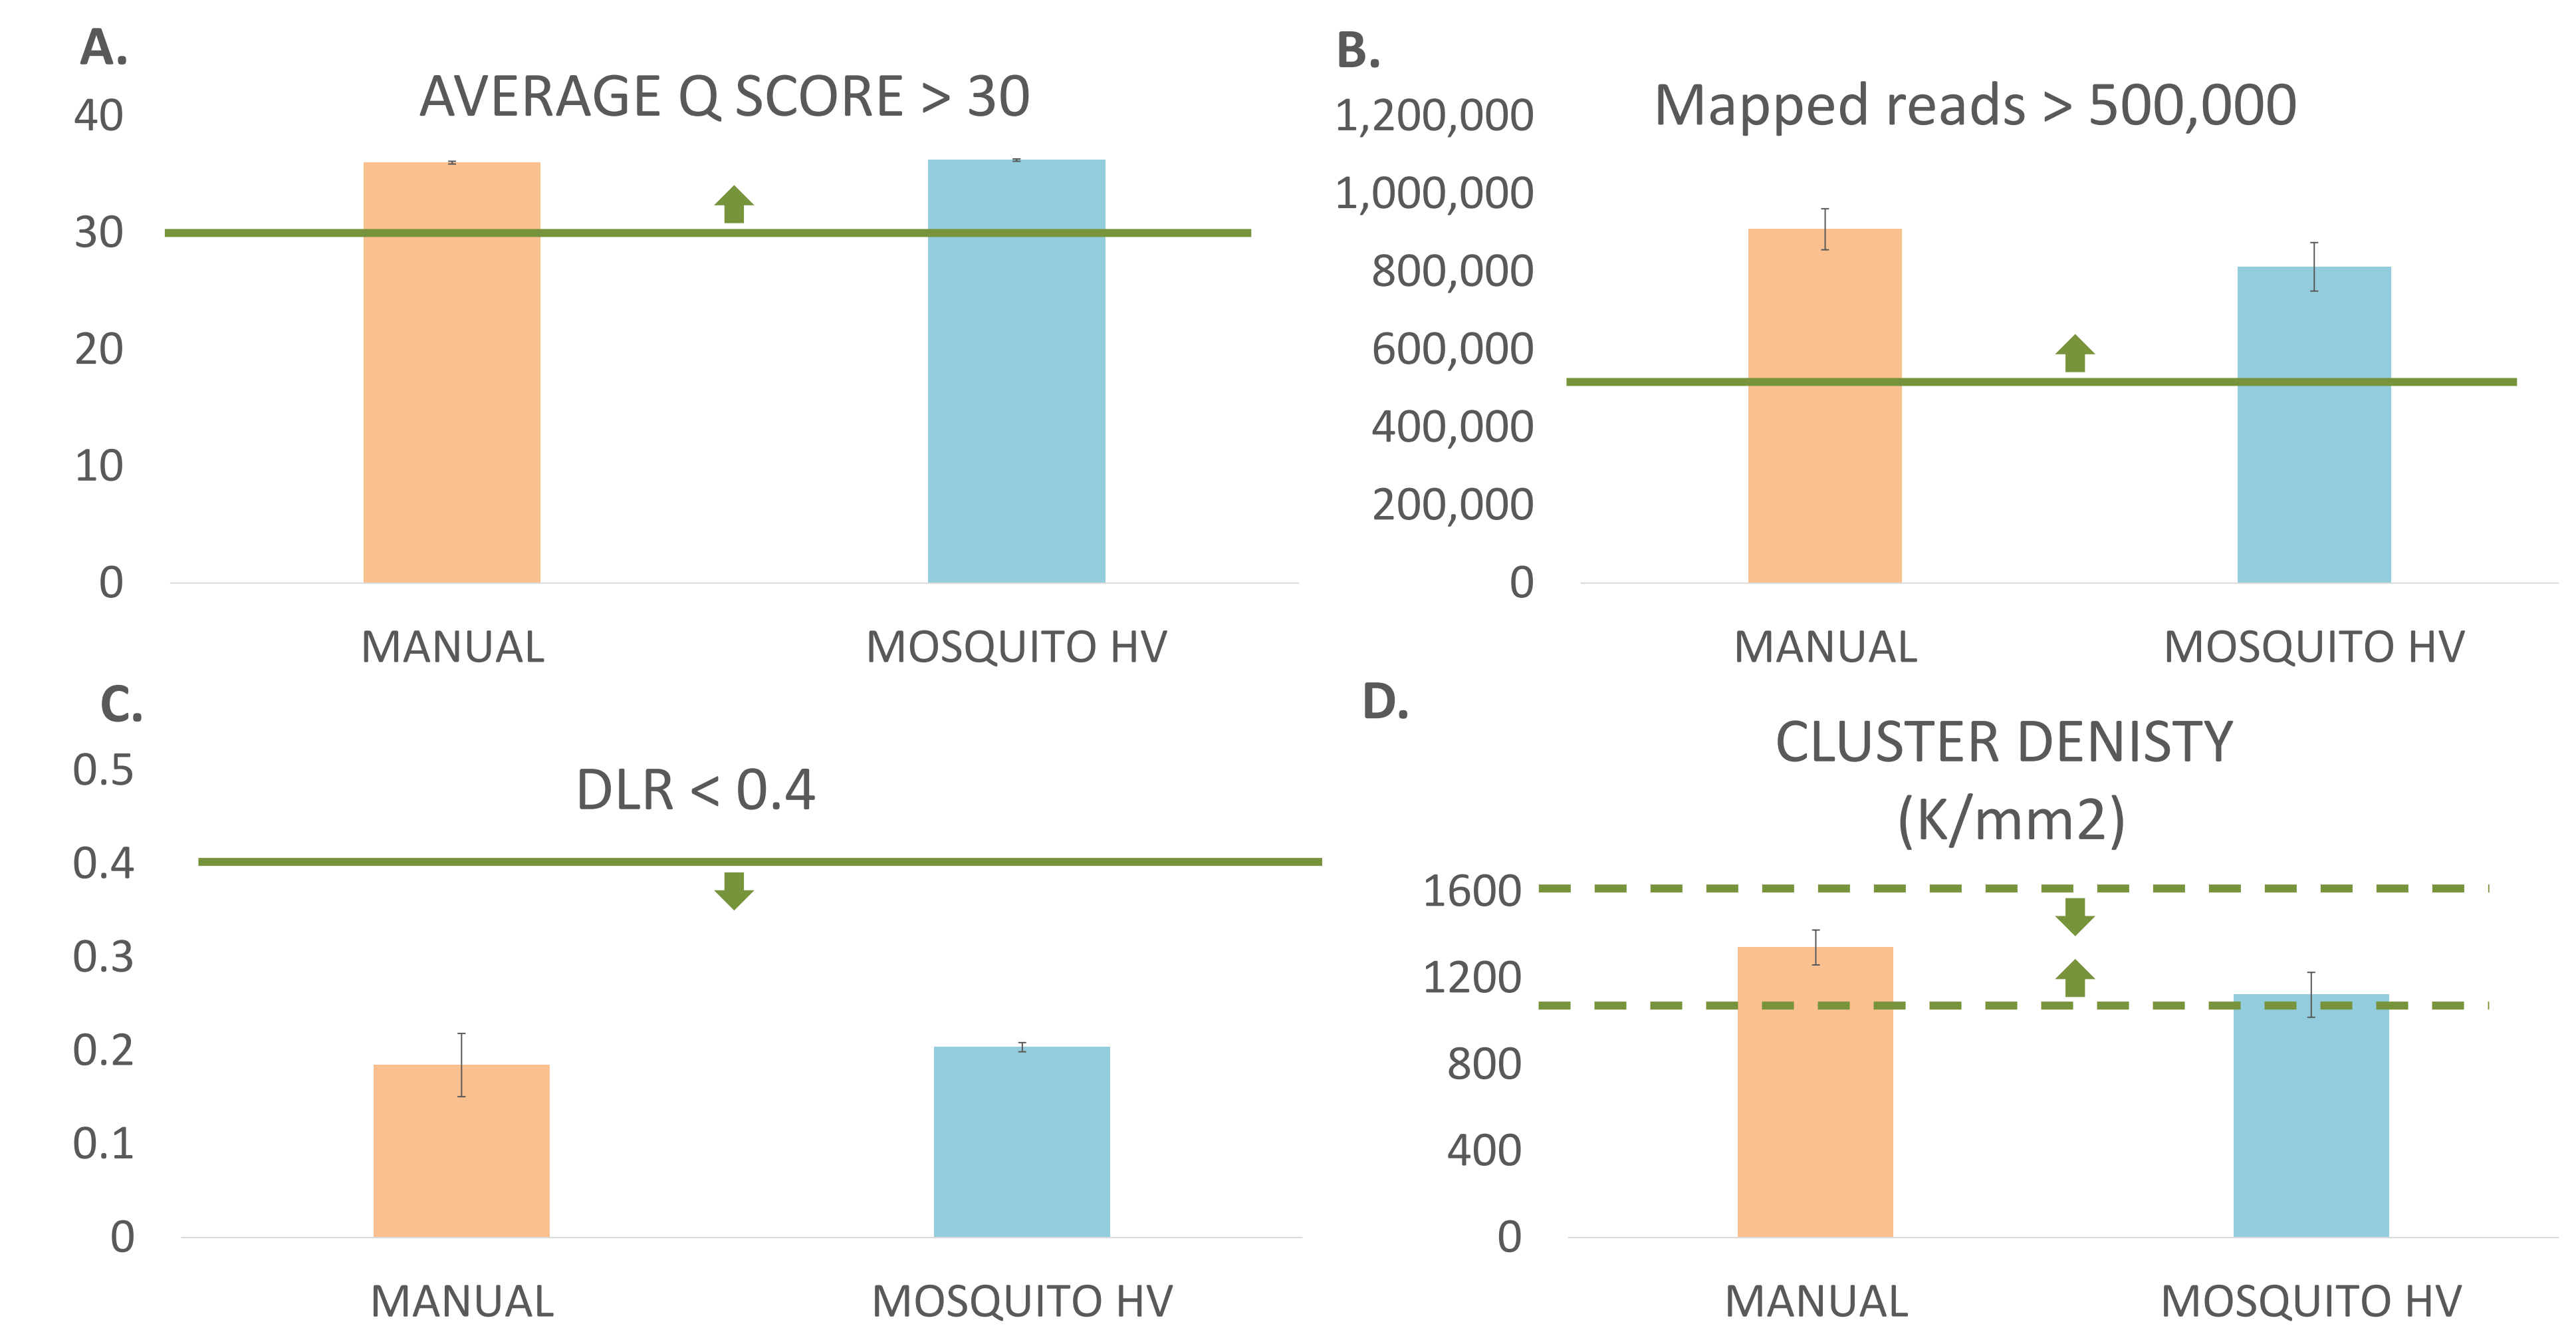 A.
AVERAGE Q SCORE > 30
40
30
20
10
0
MANUAL
MOSQUITO HV
B.
Mapped reads > 500,000
1,200,000
1,000,000
800,000
600,000
400,000
200,000
0
MANUAL
MOSQUITO HV
C.
DLR < 0.4
0.5
0.4
0.3
0.2
0.1
0
MANUAL
MOSQUITO HV
D.
CLUSTER DENISTY
(K/mm2)
1600
1200
800
400
0
MANUAL
MOSQUITO HV